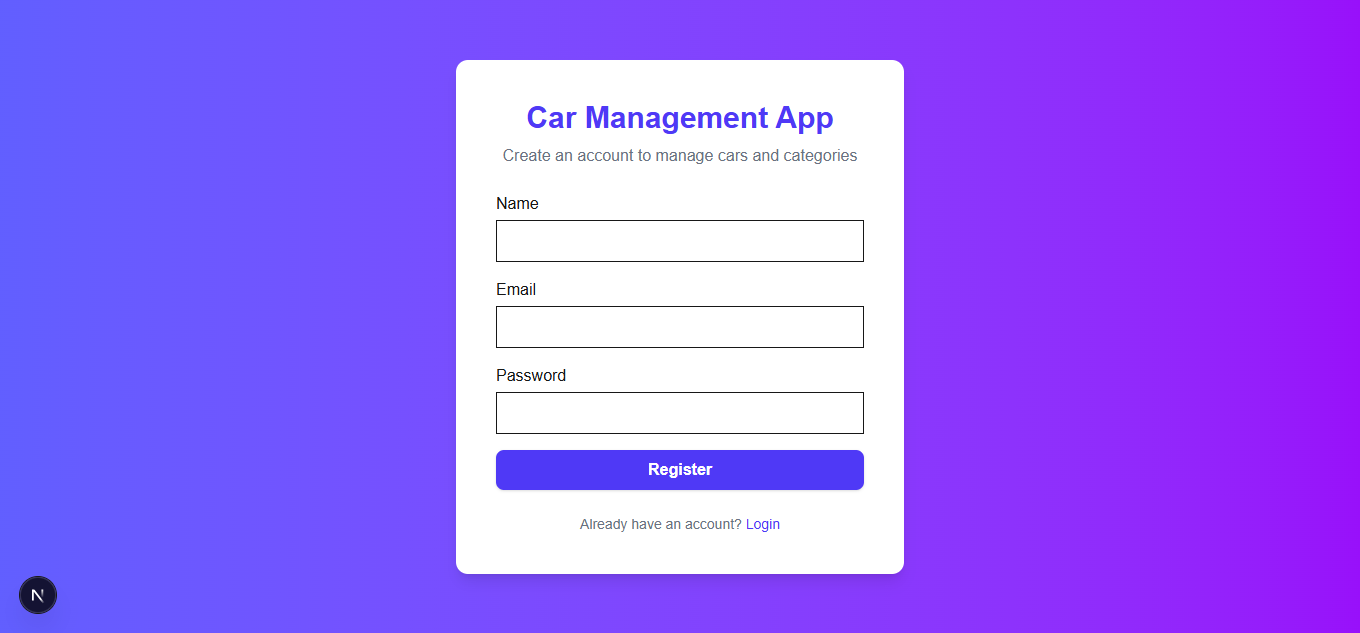 Car Management App
Create an account to manage cars and categories
Name
Email
Password
Register
Already have an account? Login
N